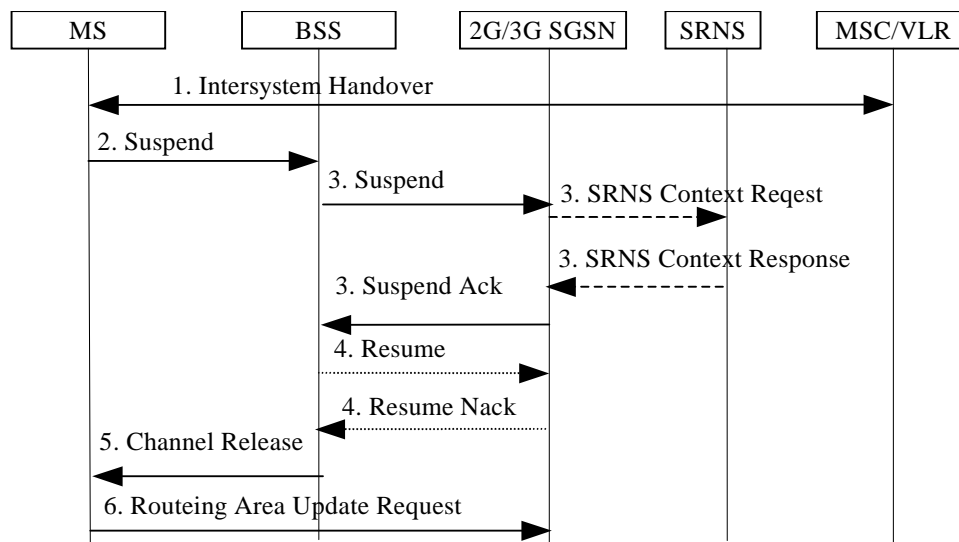 MS
BSS
2G/3G SGSN
SRNS
MSC/VLR
1. Intersystem Handover
2. Suspend
3. Suspend
3. SRNS Context Reqest
3. SRNS Context Response
3. Suspend Ack
4. Resume
4. Resume Nack
5. Channel Release
6. Routeing Area Update Request